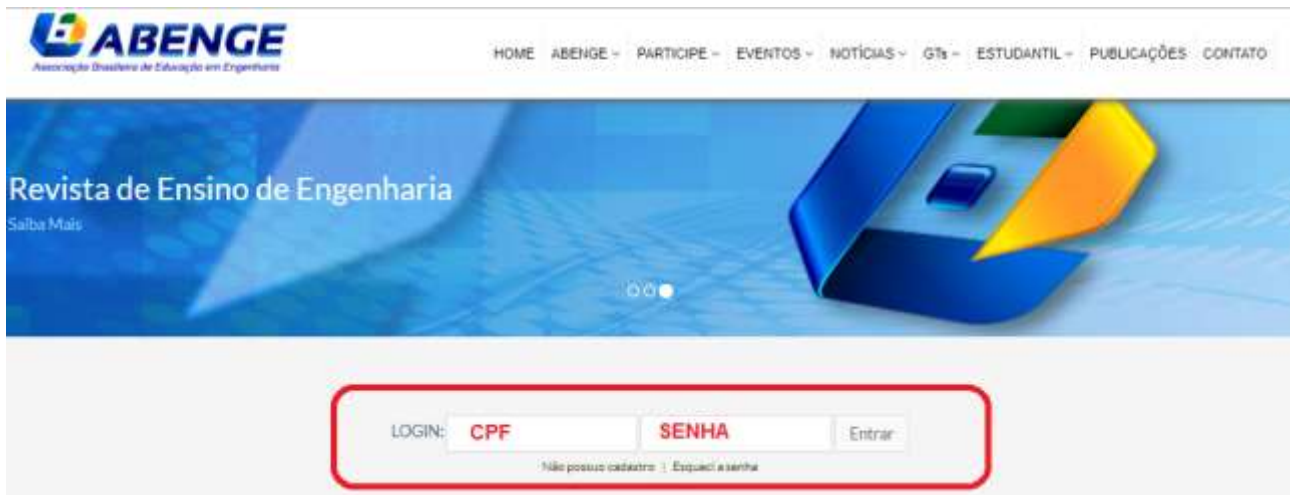 ABENGE
Associação Brasileira de Educação em Engenharia
HOME ABENGE PARTICIPE EVENTOS NOTÍCIAS GTs ESTUDANTIL PUBLICAÇÕES CONTATO
Revista de Ensino de Engenharia
Saiba Mais
LOGIN: CPF SENHA Entrar
Não possuo cadastro | Esqueci a senha